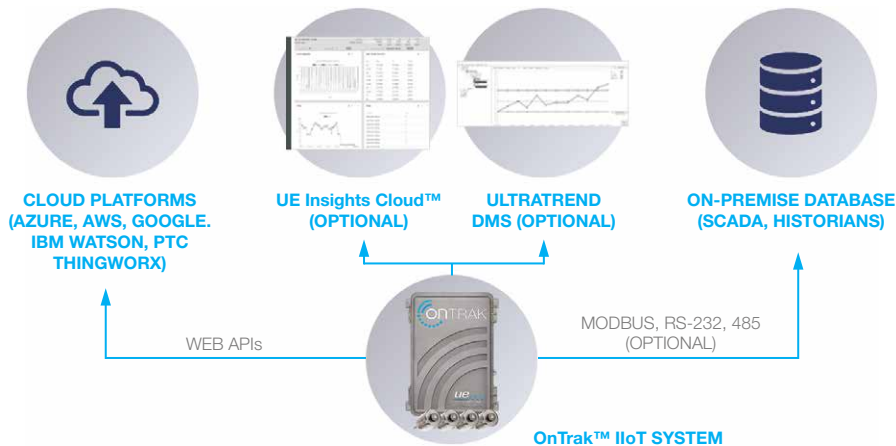 CLOUD PLATFORMS
(AZURE, AWS, GOOGLE.
IBM WATSON, PTC
THINGWORX)
UE Insights Cloud™
(OPTIONAL)
ULTRATREND
DMS (OPTIONAL)
ON-PREMISE DATABASE
(SCADA, HISTORIANS)
WEB APIs
MODBUS, RS-232, 485
(OPTIONAL)
ONTRAK
ue
OnTrak™ IIoT SYSTEM